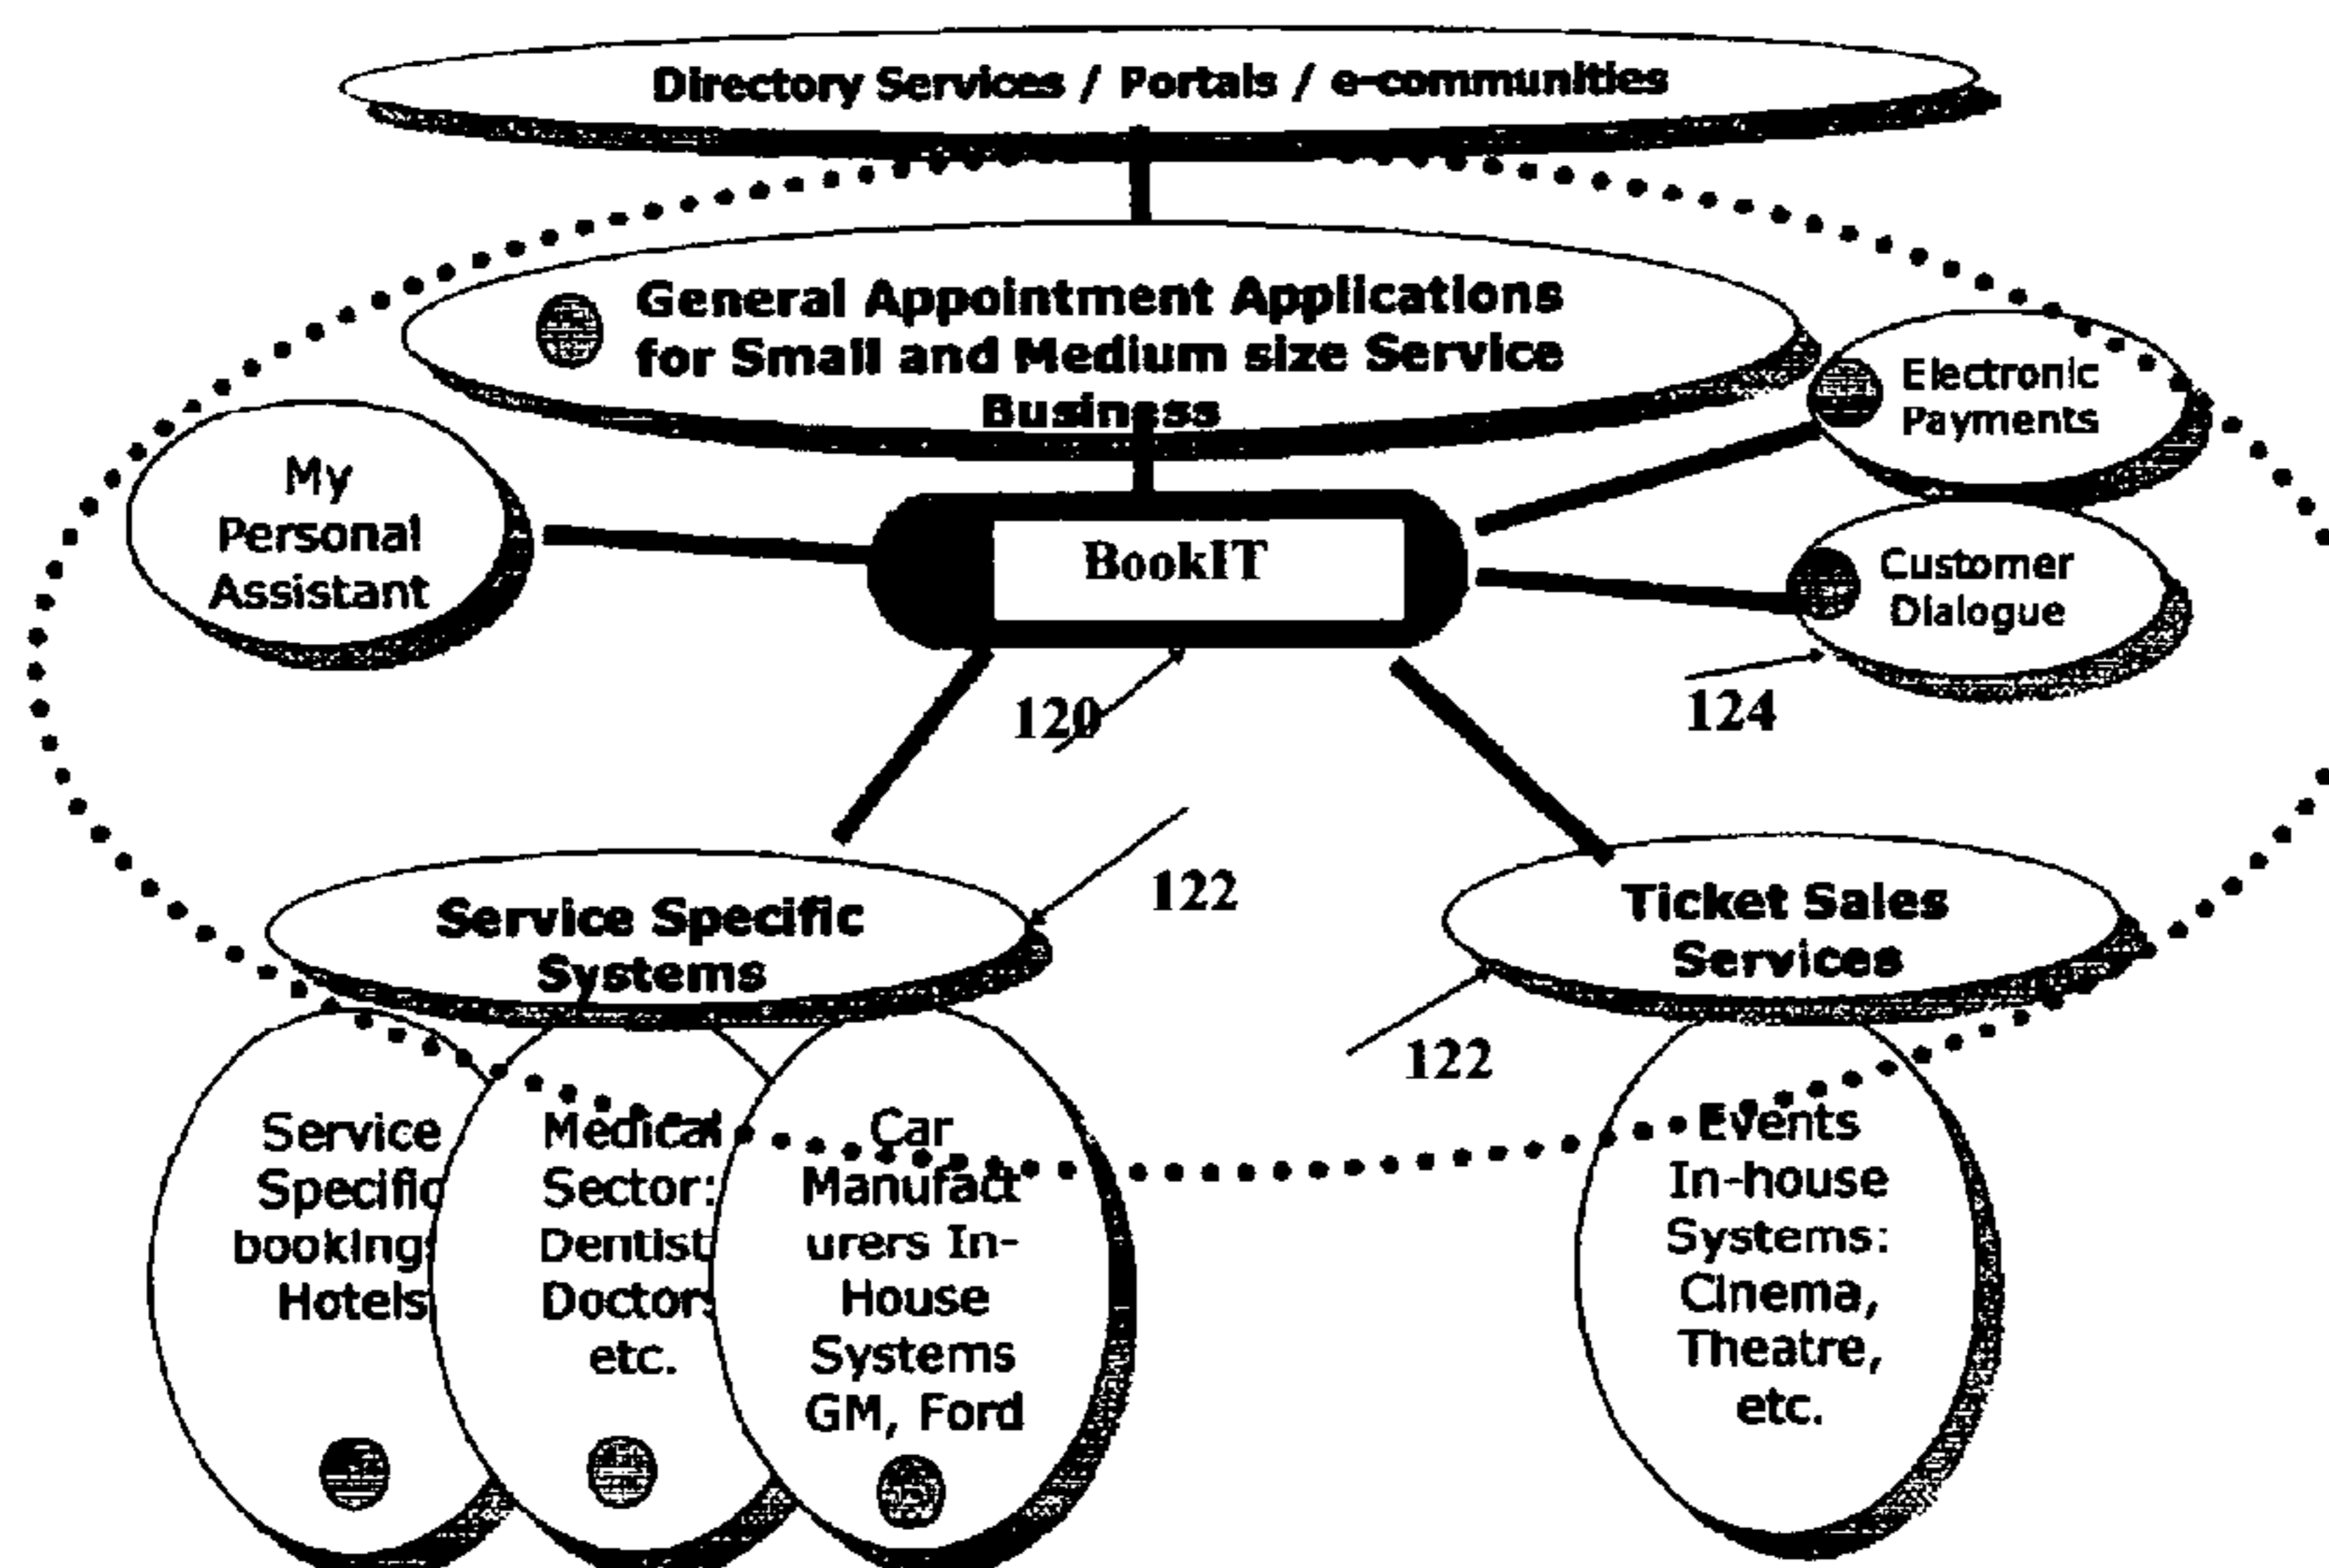 Directory Services / Portals / e-communities
General Appointment Applications
for Small and Medium size Service
Business
Electronic
Payments
My
Personal
Assistant
BookIT
Customer
Dialogue
120
124
122
Service Specific
Systems
Ticket Sales
Services
122
Service
Specific
booking
Hotels
Medical
Sector:
Dentist
Doctor
etc.
Car
Manufact
urers In-
House
Systems
GM, Ford
Events
In-house
Systems:
Cinema,
Theatre,
etc.